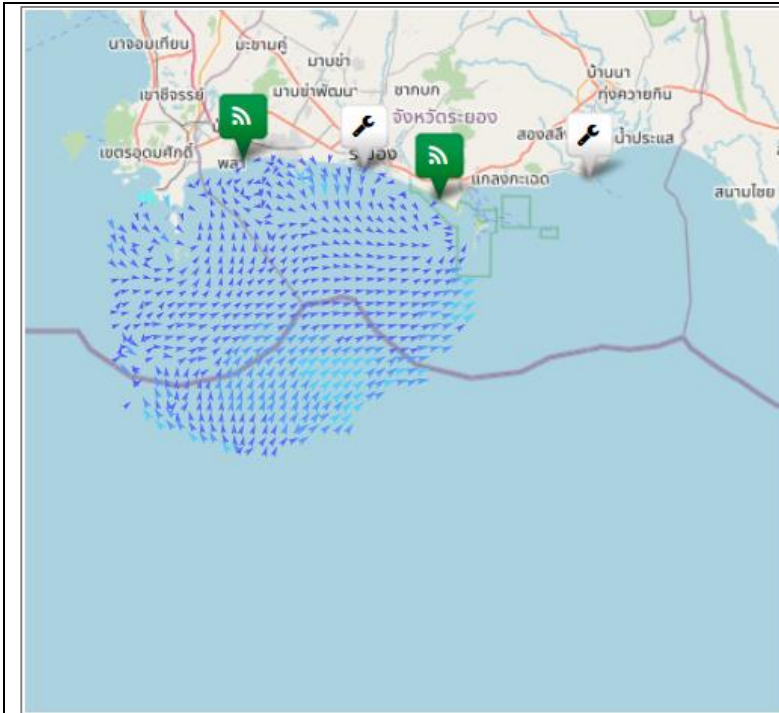 นาจอมเทียน
มะขามคู่
มาบข่า
บ้านนา
เขาชีจรรย์
มาบข่าพัฒนา
ชากบก
ทุ่งควายกิน
จังหวัดระยอง
เขตรอุดมศักดิ์
พลา
น้ำประแส
แกลงกะเฉด
สนามไชย